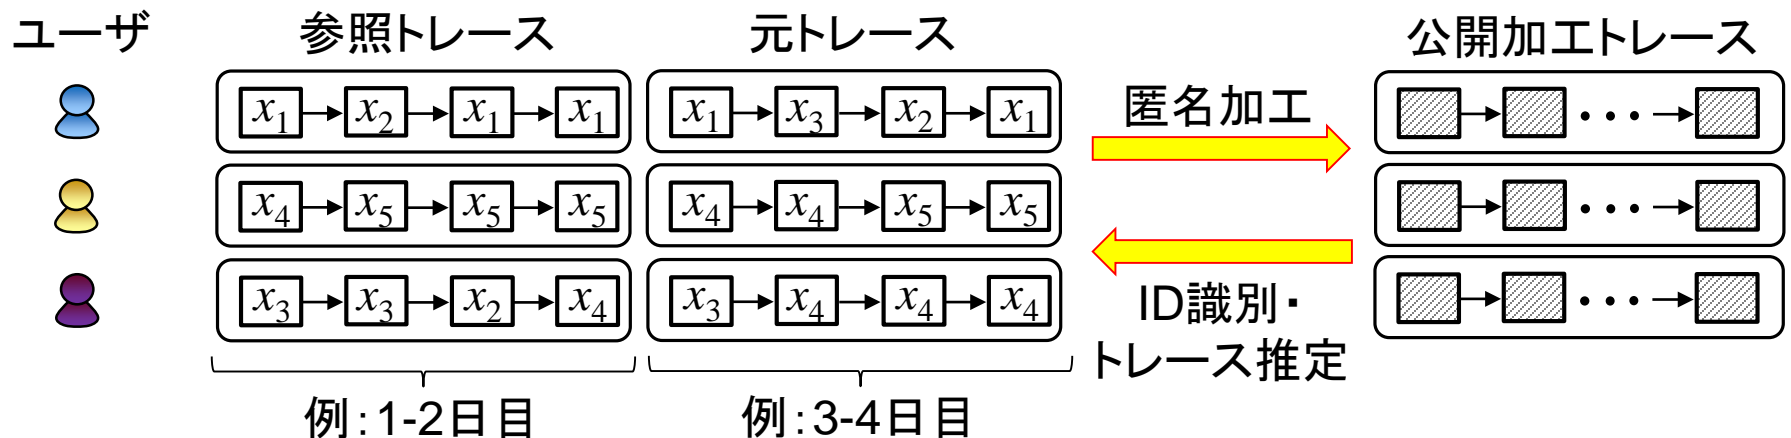 ユーザ 参照トレース 元トレース 公開加工トレース
x1 x2 x1 x1 x1 x3 x2 x1 匿名加工 ・・・
x4 x5 x5 x5 x4 x4 x5 x5 ・・・
x3 x3 x2 x4 x3 x4 x4 x4 ID識別・ ・・・
トレース推定
例:1-2日目 例:3-4日目